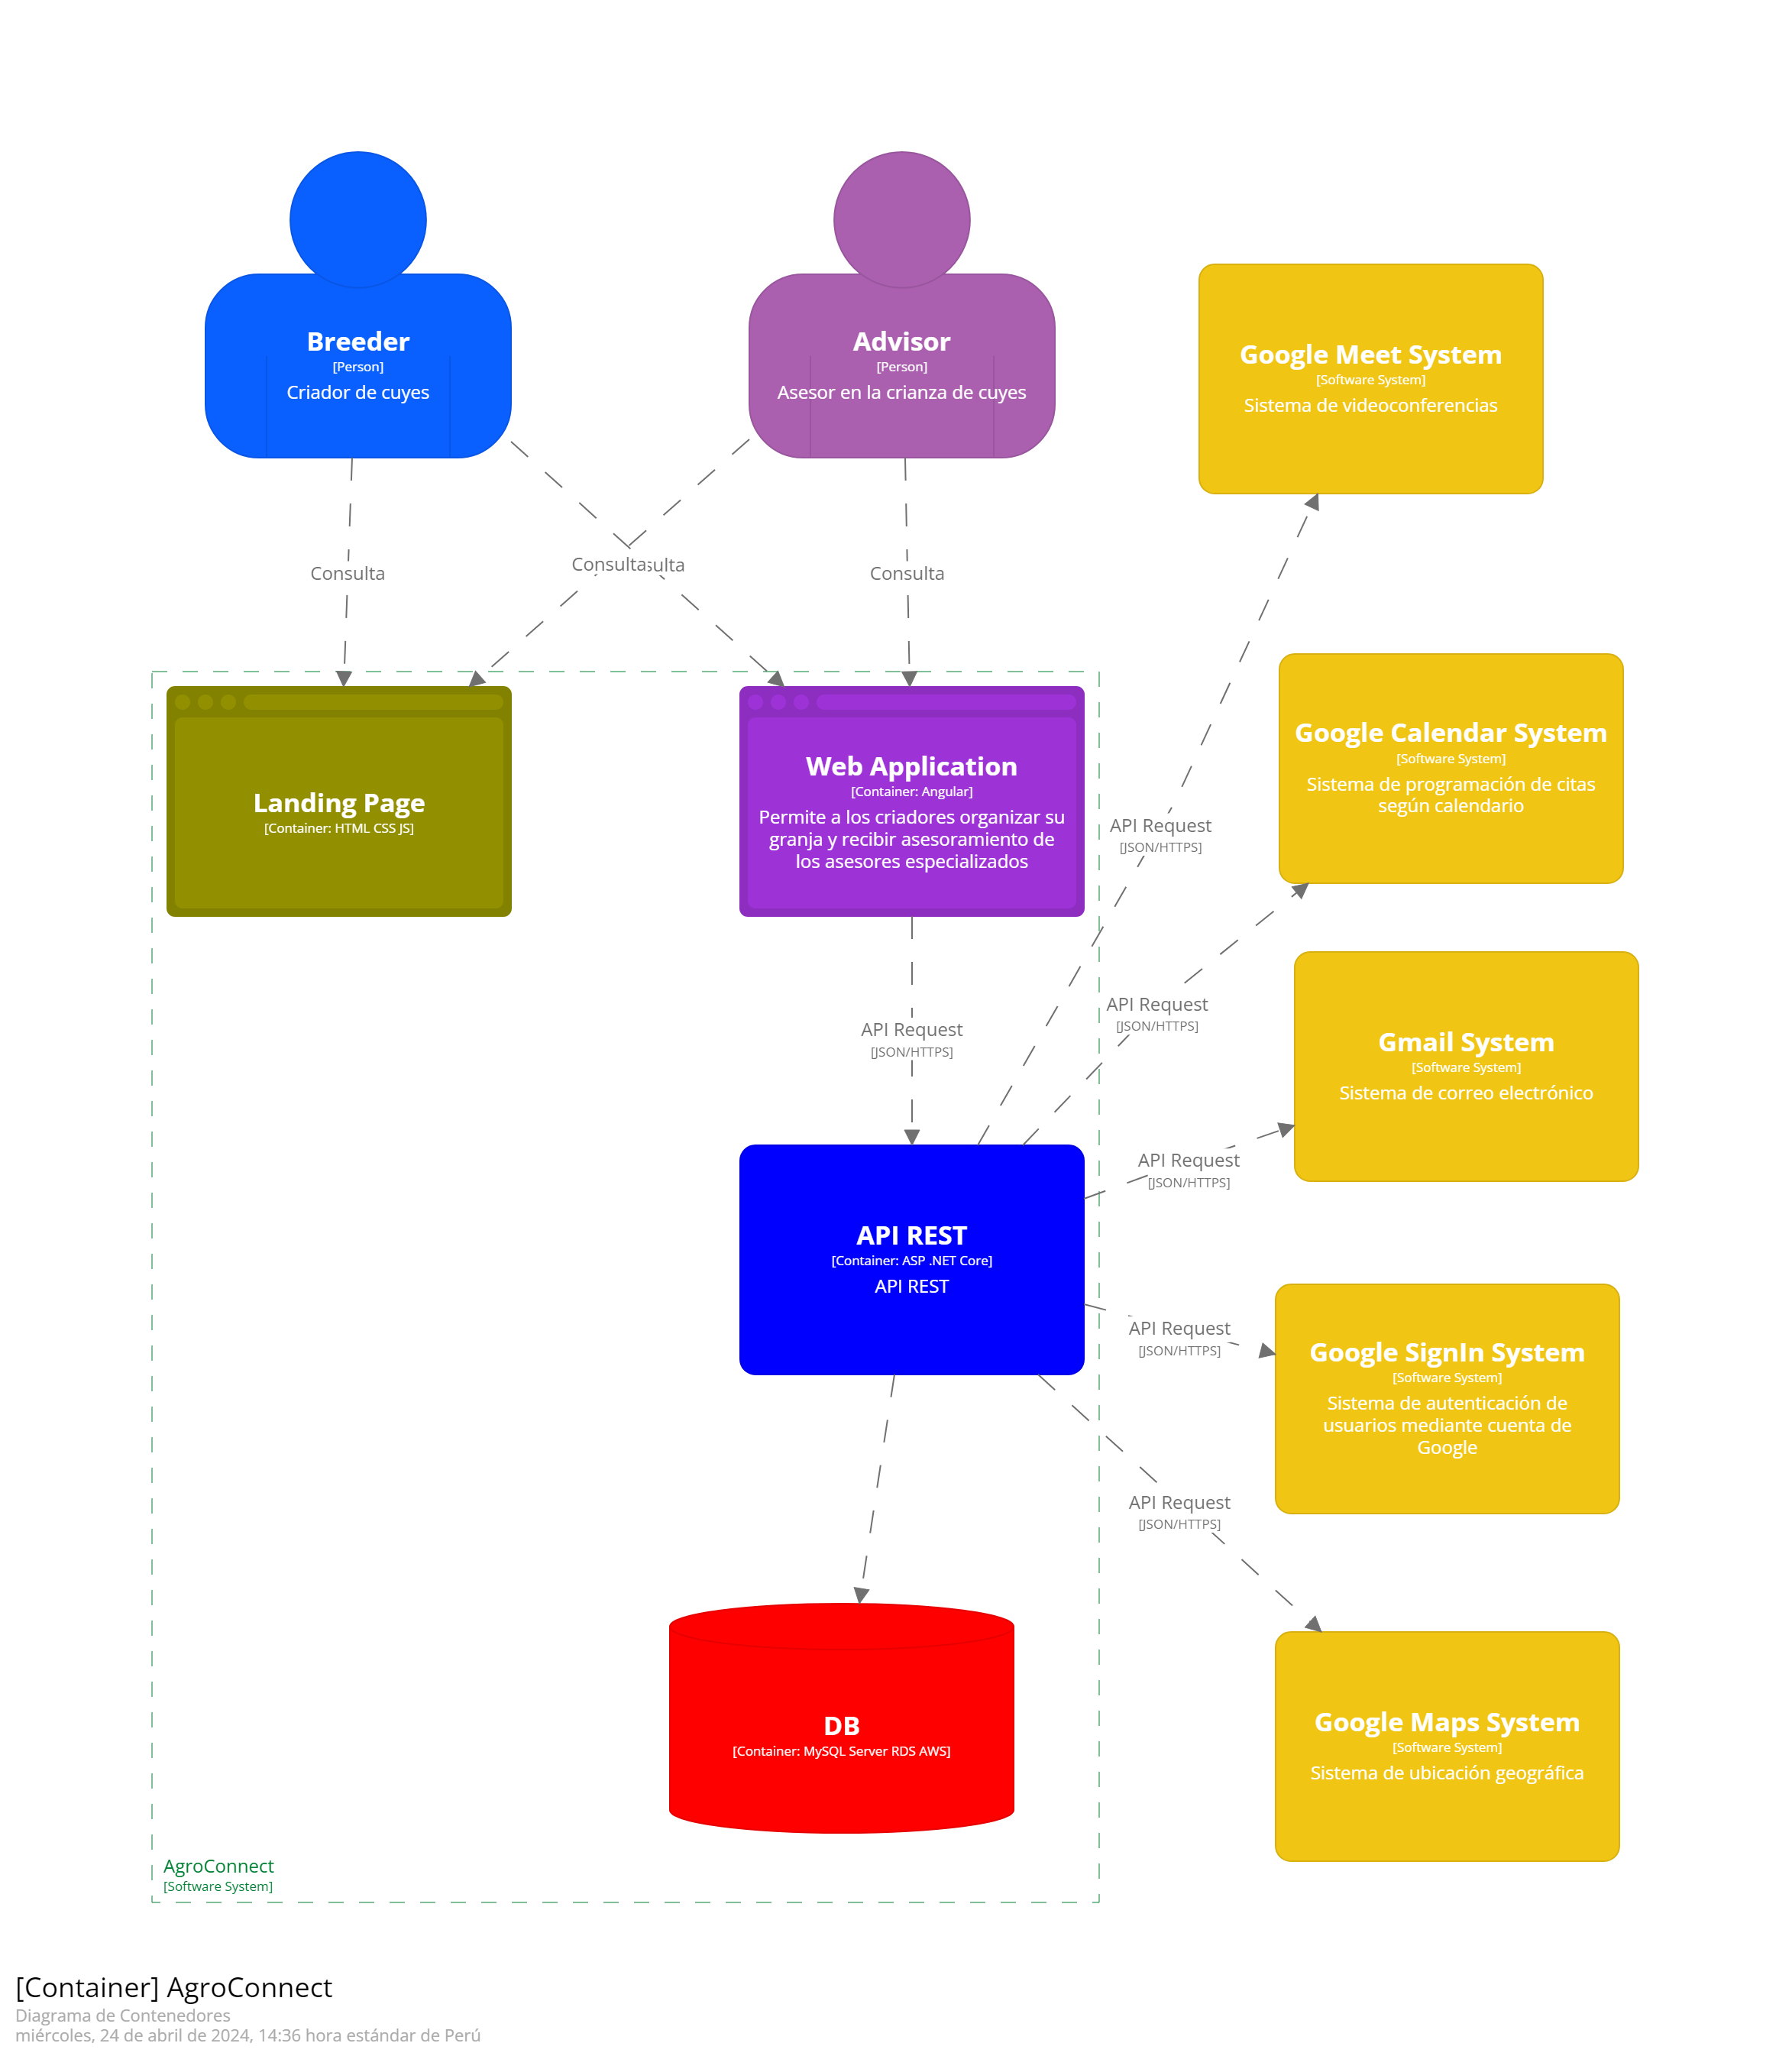 Breeder
[Person]
Criador de cuyes
Advisor
[Person]
Asesor en la crianza de cuyes
Google Meet System
[Software System]
Sistema de videoconferencias
Consulta
Consulta
sulta
Consulta
Landing Page
[Container: HTML CSS JS]
Web Application
[Container: Angular]
Permite a los criadores organizar su
granja y recibir asesoramiento de
los asesores especializados
Google Calendar System
[Software System]
Sistema de programación de citas
según calendario
API Request
[JSON/HTTPS]
API Request
[JSON/HTTPS]
API Request
[JSON/HTTPS]
Gmail System
[Software System]
Sistema de correo electrónico
API Request
[JSON/HTTPS]
API REST
[Container: ASP .NET Core]
API REST
API Request
[JSON/HTTPS]
Google SignIn System
[Software System]
Sistema de autenticación de
usuarios mediante cuenta de
Google
API Request
[JSON/HTTPS]
DB
[Container: MySQL Server RDS AWS]
Google Maps System
[Software System]
Sistema de ubicación geográfica
AgroConnect
[Software System]
[Container] AgroConnect
Diagrama de Contenedores
miércoles, 24 de abril de 2024, 14:36 hora estándar de Perú